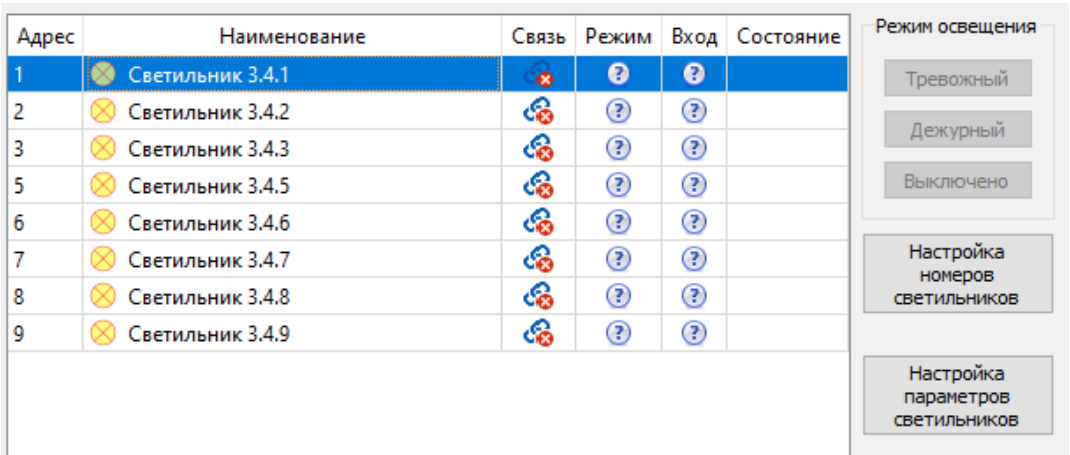 Адрес Наименование Связь Режим Вход Состояние
1 Светильник 3.4.1 ? ?
2 Светильник 3.4.2 ? ?
3 Светильник 3.4.3 ? ?
5 Светильник 3.4.5 ? ?
6 Светильник 3.4.6 ? ?
7 Светильник 3.4.7 ? ?
8 Светильник 3.4.8 ? ?
9 Светильник 3.4.9 ? ?
Режим освещения
Тревожный
Дежурный
Выключено
Настройка
номеров
светильников
Настройка
параметров
светильников